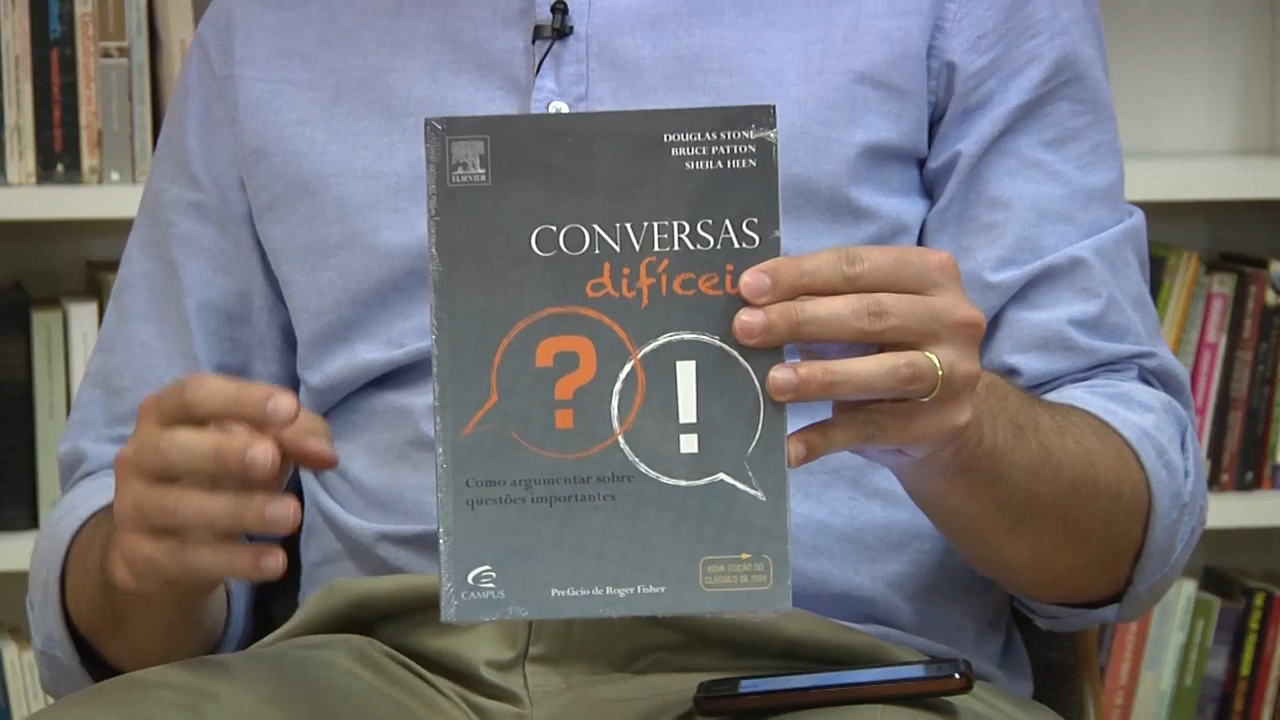 ELSEVIER
DOUGLAS STONE
BRUCE PATTON
SHEILA HEEN
CONVERSAS
difícei
?
!
Como argumentar sobre
questões importantes
NOVA EDIÇÃO DO
CLÁSSICO DE 1999
CAMPUS
Prefácio de Roger Fisher